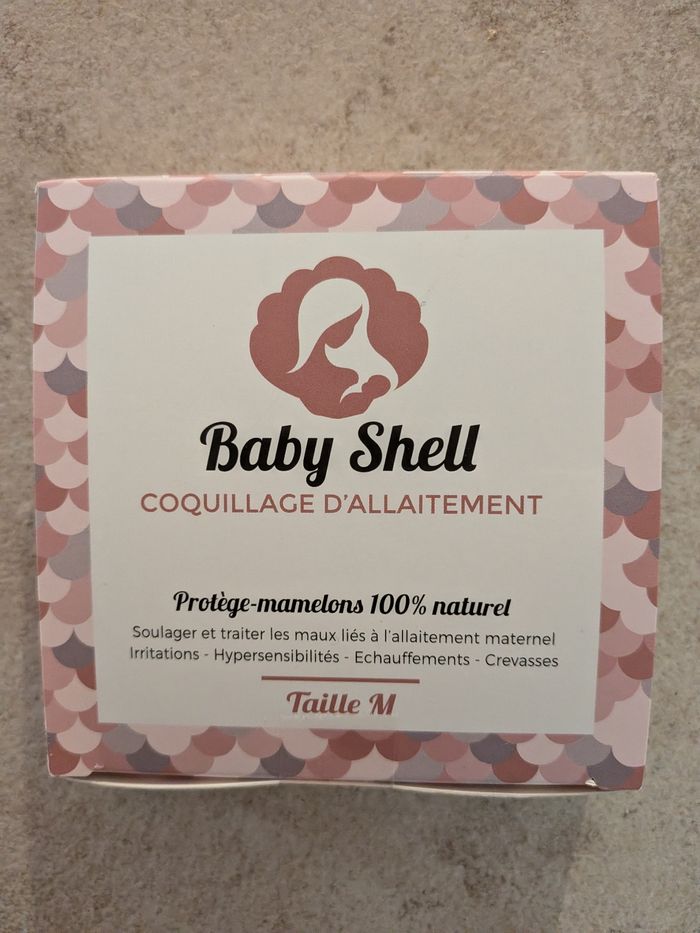 Baby Shell
COQUILLAGE D'ALLAITEMENT
Protège-mamelons 100% naturel
Soulager et traiter les maux liés à l'allaitement maternel
Irritations - Hypersensibilités - Echauffements - Crevasses
Taille M